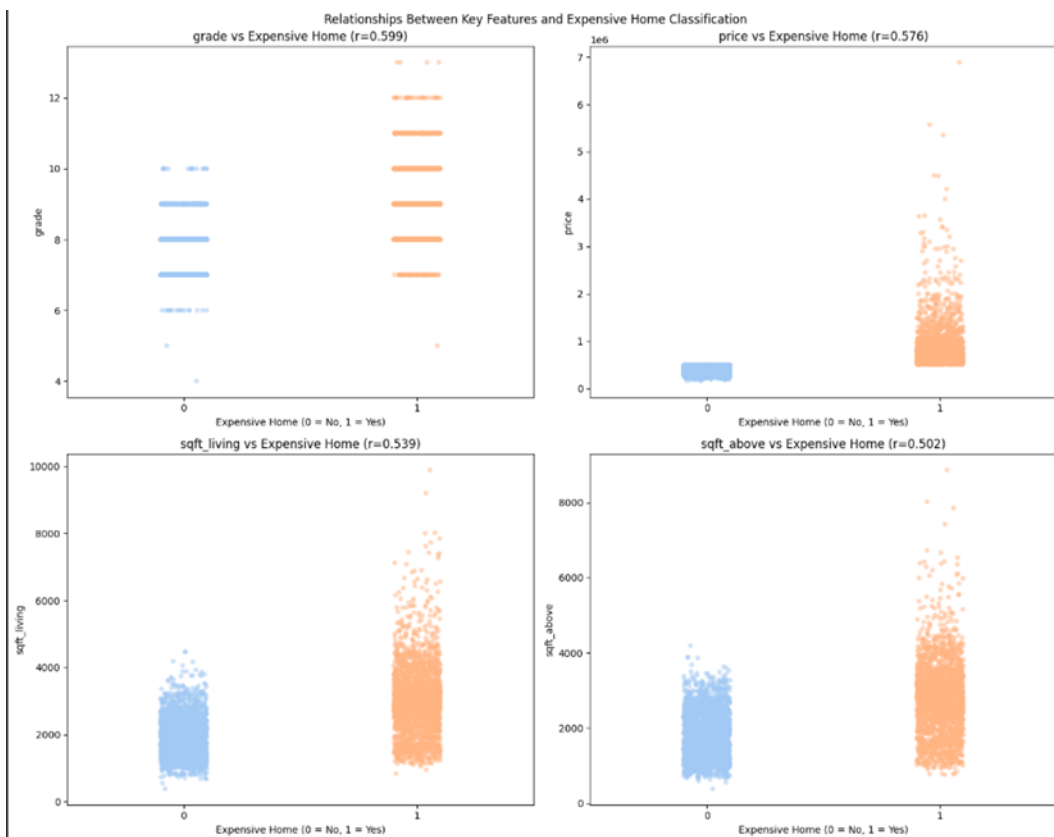 Relationships Between Key Features and Expensive Home Classification
grade vs Expensive Home (r=0.599)
grade
12
10
8
6
4
0
1
Expensive Home (0 = No, 1 = Yes)
price vs Expensive Home (r=0.576)
1e6
price
7
6
5
4
3
2
1
0
0
1
Expensive Home (0 = No, 1 = Yes)
sqft_living vs Expensive Home (r=0.539)
sqft_living
10000
8000
6000
4000
2000
0
0
1
Expensive Home (0 = No, 1 = Yes)
sqft_above vs Expensive Home (r=0.502)
sqft_above
8000
6000
4000
2000
0
0
1
Expensive Home (0 = No, 1 = Yes)